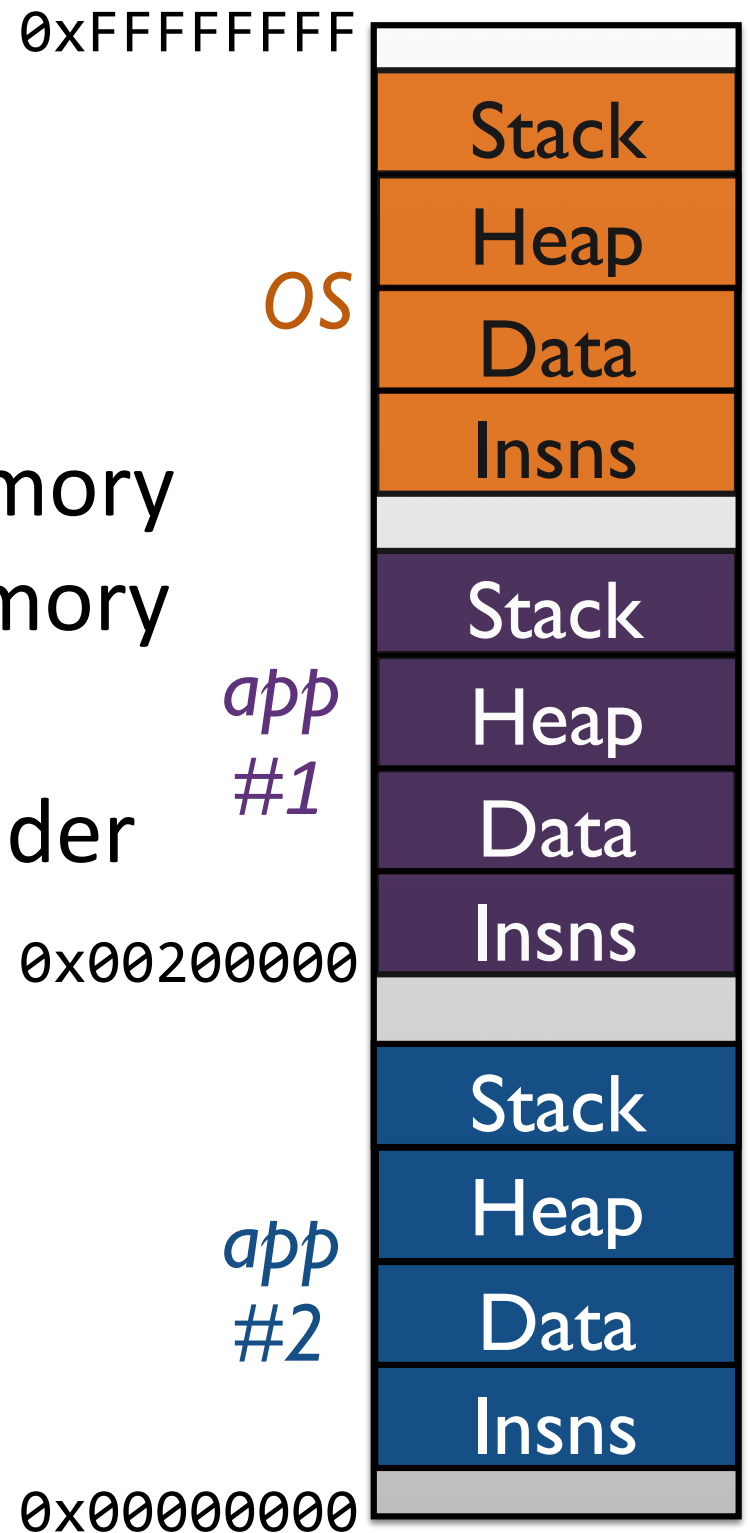 0xFFFFFFFF
Stack
Heap
OS
Data
Insns
mory
Stack
mory
app
#1
Heap
Data
der
Insns
0x00200000
Stack
Heap
app
#2
Data
Insns
0x00000000